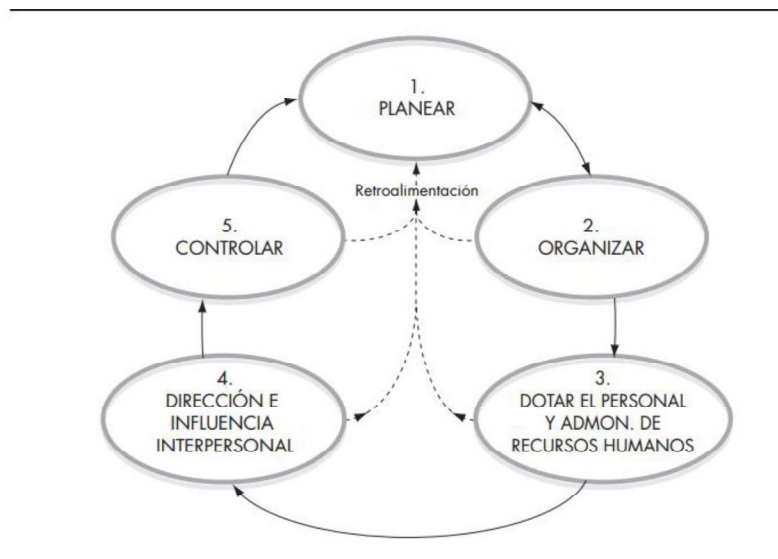 1.
PLANEAR
Retroalimentación
5.
CONTROLAR
2.
ORGANIZAR
4.
DIRECCIÓN E
INFLUENCIA
INTERPERSONAL
3.
DOTAR EL PERSONAL
Y ADMON. DE
RECURSOS HUMANOS